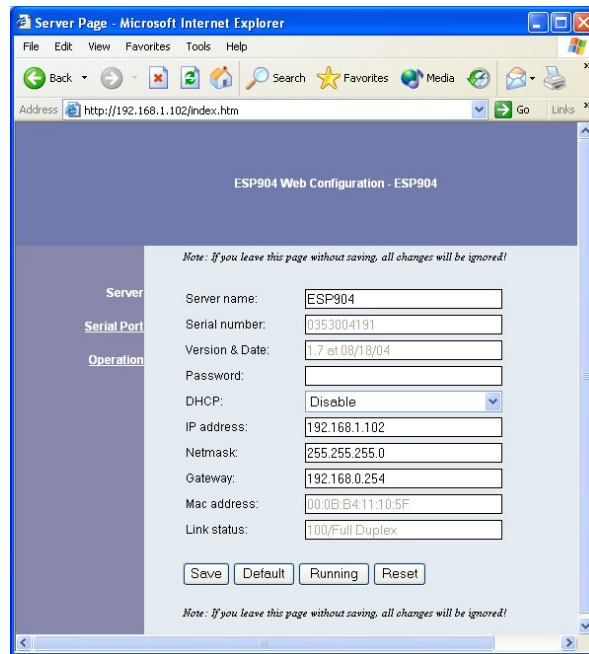 Server Page - Microsoft Internet Explorer
File Edit View Favorites Tools Help
Back Search Favorites Media
Address http://192.168.1.102/index.htm Go Links »
ESP904 Web Configuration - ESP904
Note: If you leave this page without saving, all changes will be ignored!
Server
Serial Port
Operation
Server name: ESP904
Serial number: 0353004191
Version & Date: 1.7 at 08/18/04
Password:
DHCP: Disable
IP address: 192.168.1.102
Netmask: 255.255.255.0
Gateway: 192.168.0.254
Mac address: 00:0B:B4:11:10:5F
Link status: 100/Full Duplex
Save Default Running Reset
Note: If you leave this page without saving, all changes will be ignored!